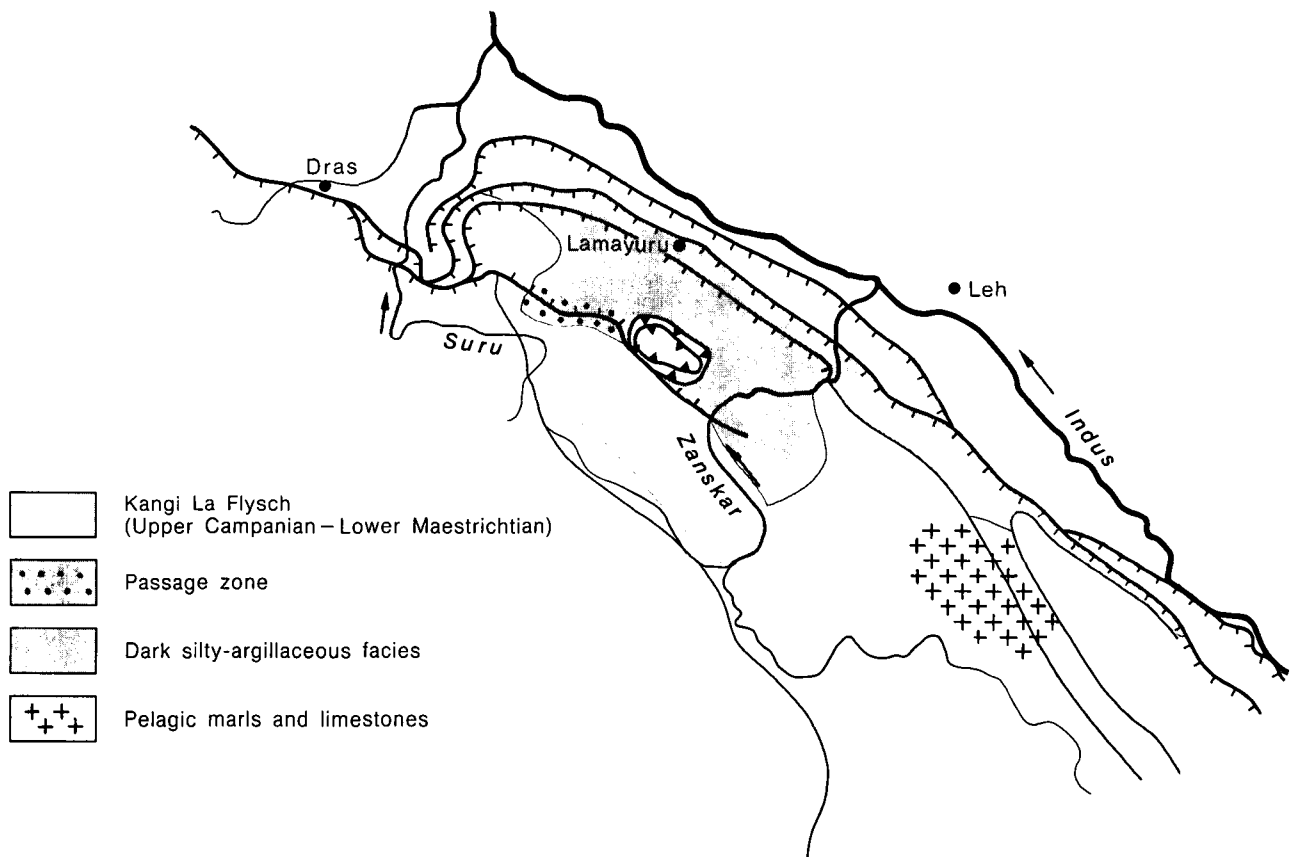 Dras
Lamayuru
Leh
Suru
Indus
Zanskar
Kangi La Flysch
(Upper Campanian – Lower Maestrichtian)
Passage zone
Dark silty-argillaceous facies
Pelagic marls and limestones